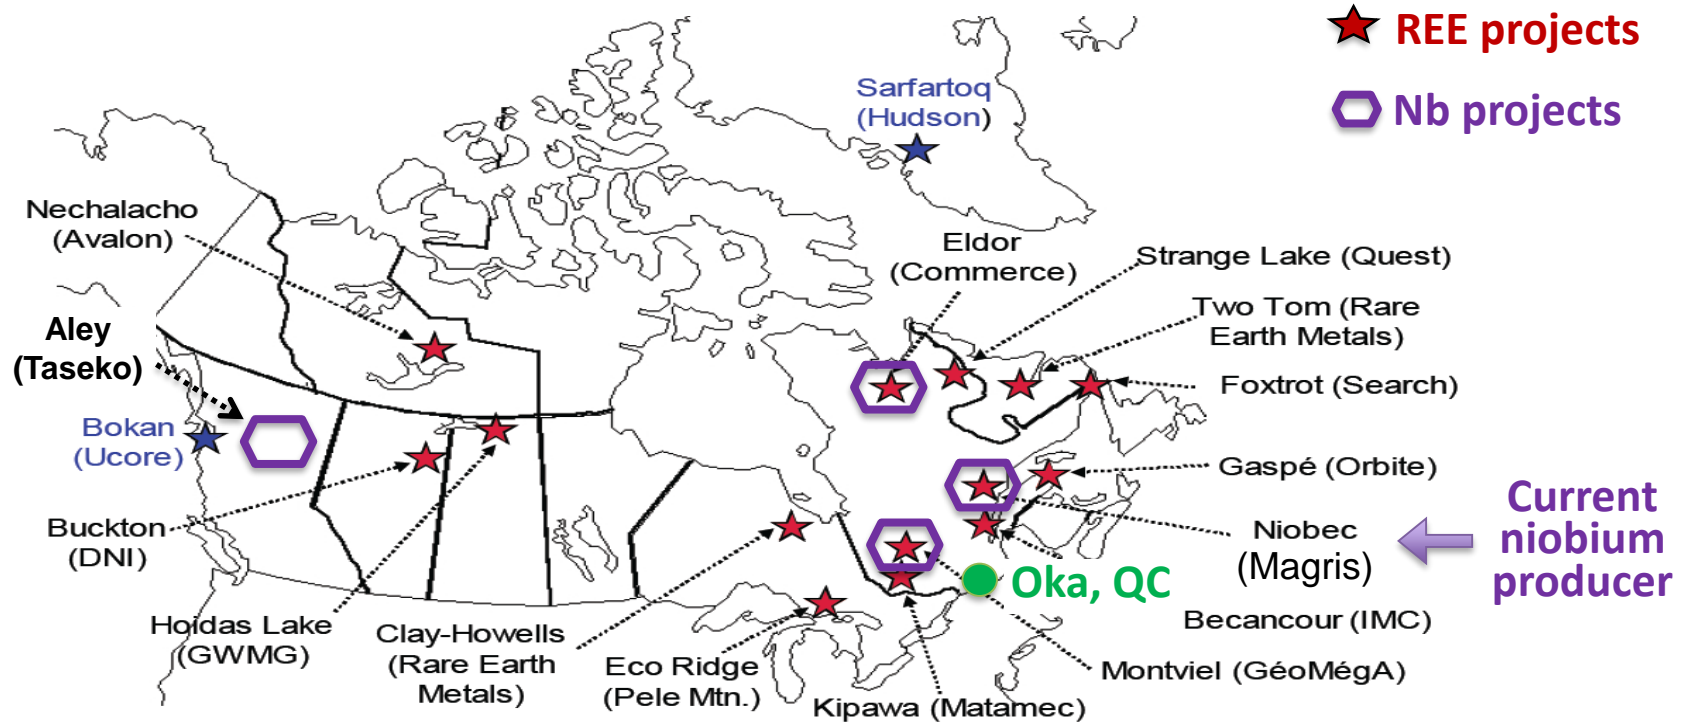 REE projects
Nb projects
Sarfartoq
(Hudson)
Nechalacho
(Avalon)
Eldor
(Commerce)
Strange Lake (Quest)
Two Tom (Rare
Earth Metals)
Aley
(Taseko)
Foxtrot (Search)
Bokan
(Ucore)
Gaspé (Orbite)
Buckton
(DNI)
Niobec
(Magris)
Current
niobium
producer
Oka, QC
Hoidas Lake
(GWMG)
Clay-Howells
(Rare Earth
Metals)
Eco Ridge
(Pele Mtn.)
Becancour (IMC)
Montviel (GéoMégA)
Kipawa (Matamec)